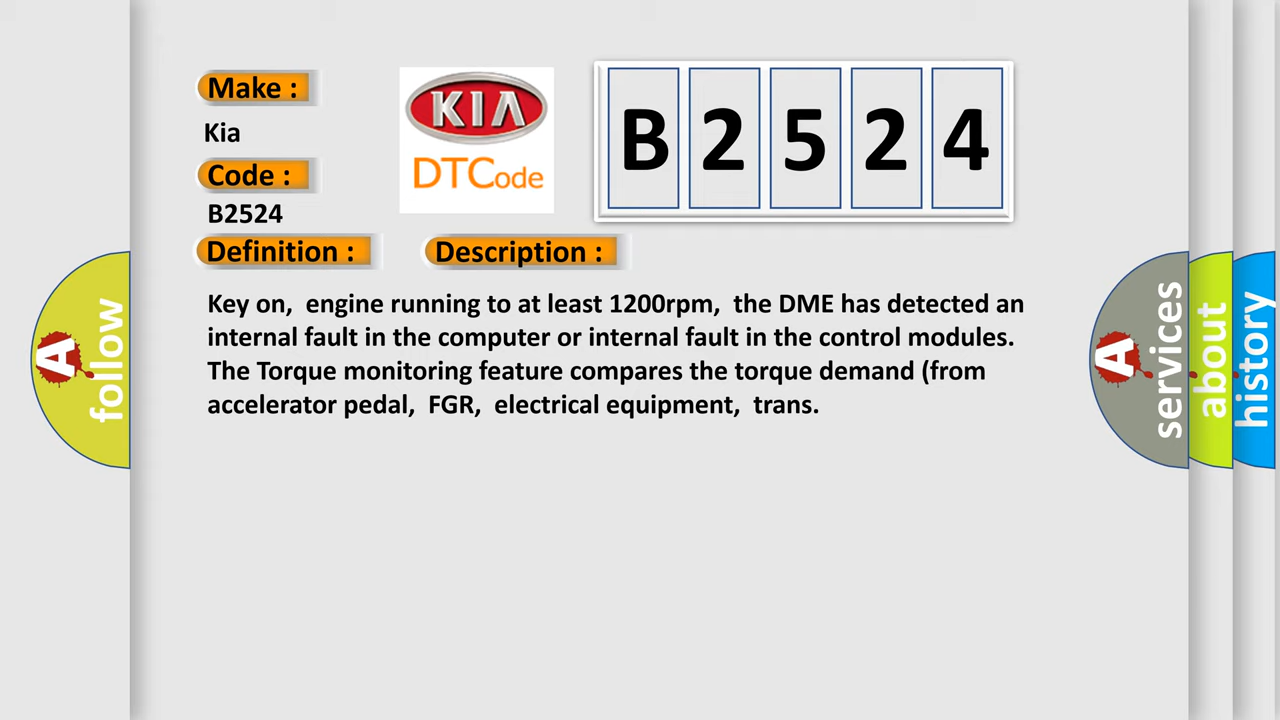 Make :
Kia
Code :
B2524
Definition :
Description :
KIA
DTCode
B 2 5 2 4
Key on,  engine running to at least 1200rpm,  the DME has detected an
internal fault in the computer or internal fault in the control modules.
The Torque monitoring feature compares the torque demand (from
accelerator pedal,  FGR,  electrical equipment,  trans.
A follow
A services
about
history